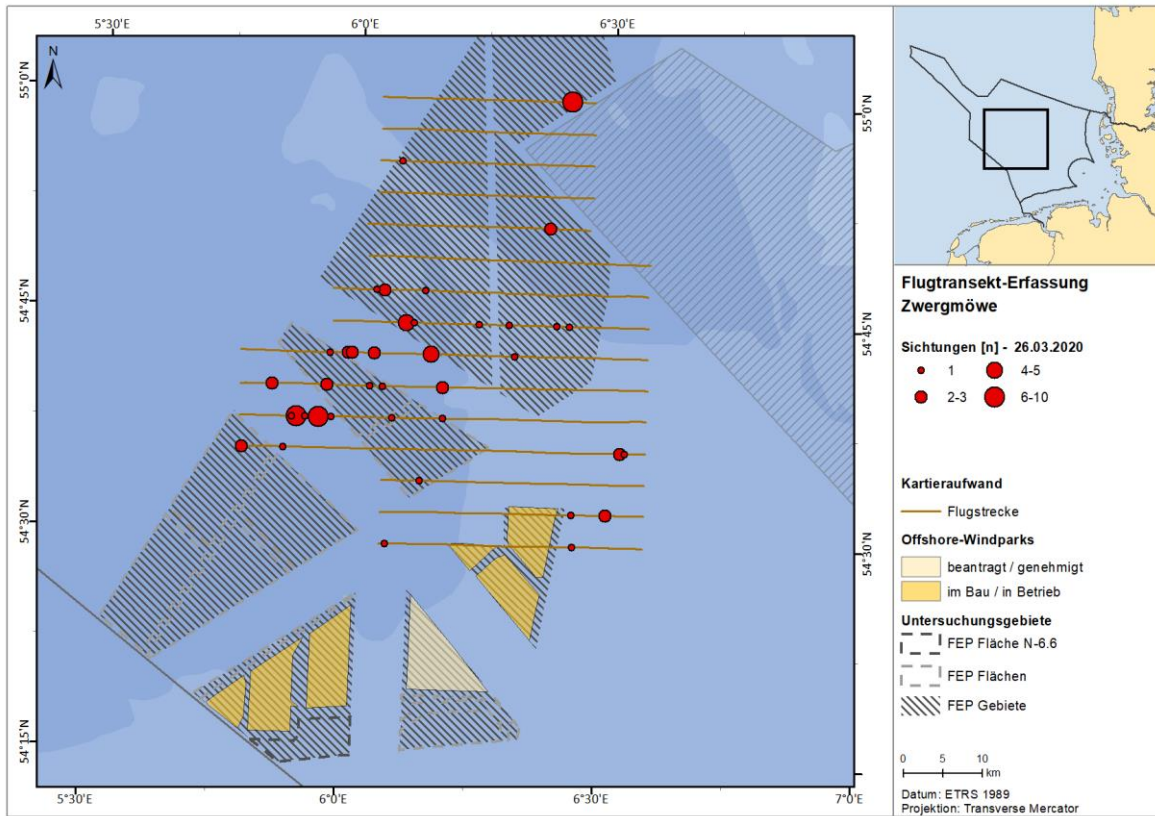 5°30'E
6°0'E
6°30'E
N
55°0'N
54°45'N
54°30'N
54°15'N
55°0'N
54°45'N
54°30'N
5°30'E
6°0'E
6°30'E
7°0'E
Flugtransekt-Erfassung
Zwergmöwe
Sichtungen [n] - 26.03.2020
1
4-5
2-3
6-10
Kartieraufwand
Flugstrecke
Offshore-Windparks
beantragt / genehmigt
im Bau / in Betrieb
Untersuchungsgebiete
FEP Fläche N-6.6
FEP Flächen
FEP Gebiete
0 5 10
km
Datum: ETRS 1989
Projektion: Transverse Mercator